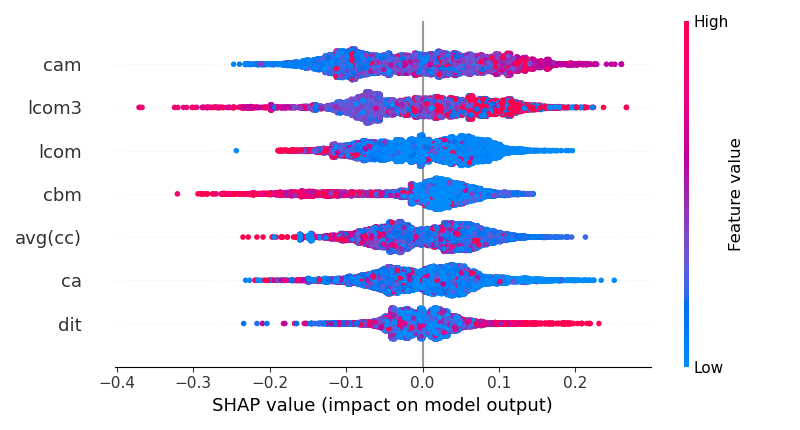 High
cam
lcom3
lcom
cbm
avg(cc)
ca
dit
Feature value
Low
−0.4 −0.3 −0.2 −0.1 0.0 0.1 0.2
SHAP value (impact on model output)